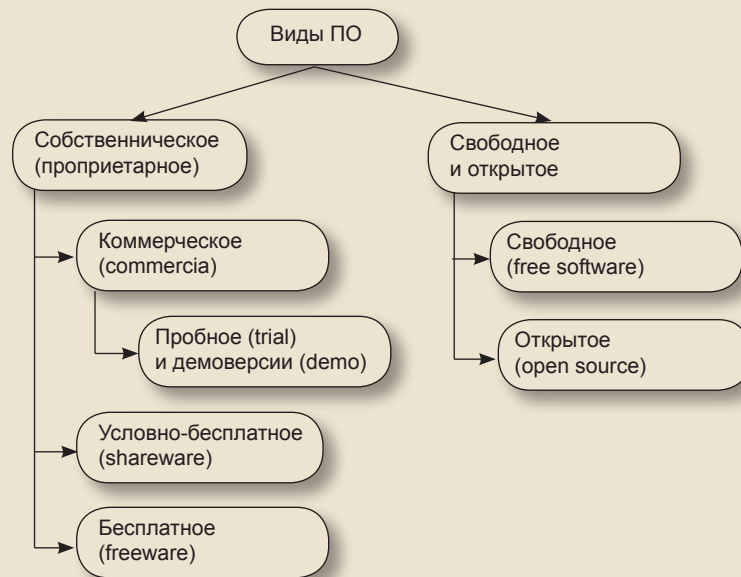 Виды ПО
Собственническое
(проприетарное)
Свободное
и открытое
Коммерческое
(commercia)
Свободное
(free software)
Пробное (trial)
и демоверсии (demo)
Открытое
(open source)
Условно-бесплатное
(shareware)
Бесплатное
(freeware)